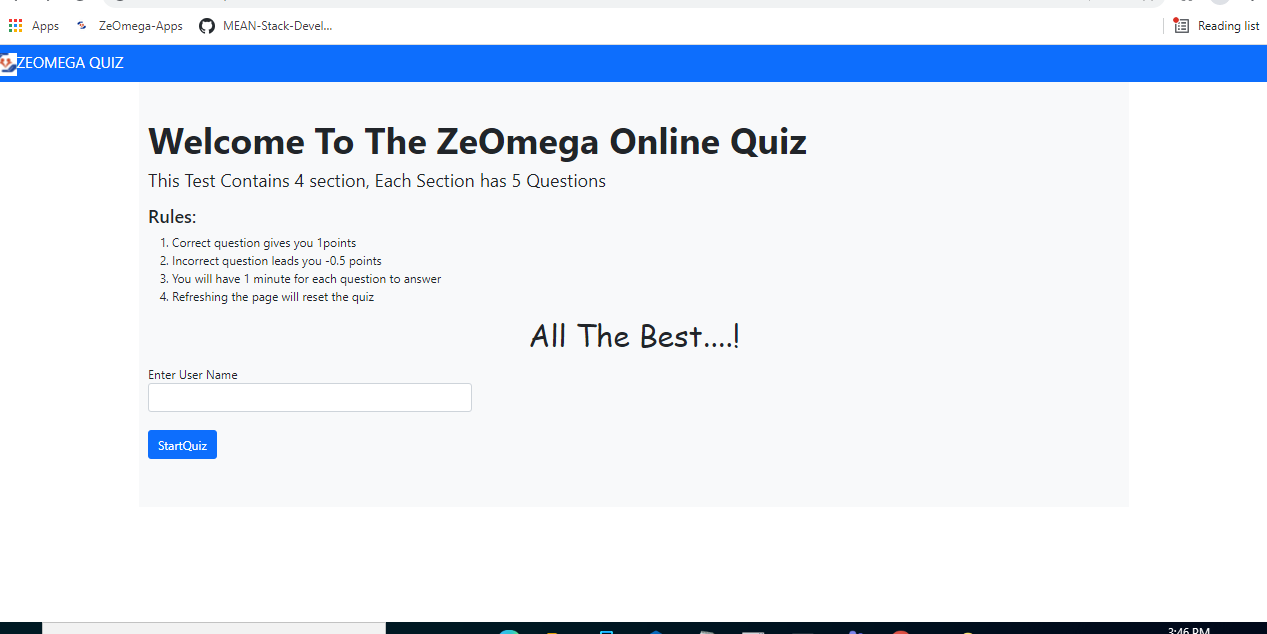 Apps ZeOmega-Apps MEAN-Stack-Devel... Reading list
ZEOMEGA QUIZ
Welcome To The ZeOmega Online Quiz
This Test Contains 4 section, Each Section has 5 Questions
Rules:
1. Correct question gives you 1points
2. Incorrect question leads you -0.5 points
3. You will have 1 minute for each question to answer
4. Refreshing the page will reset the quiz
All The Best....!
Enter User Name
StartQuiz
3:46 PM